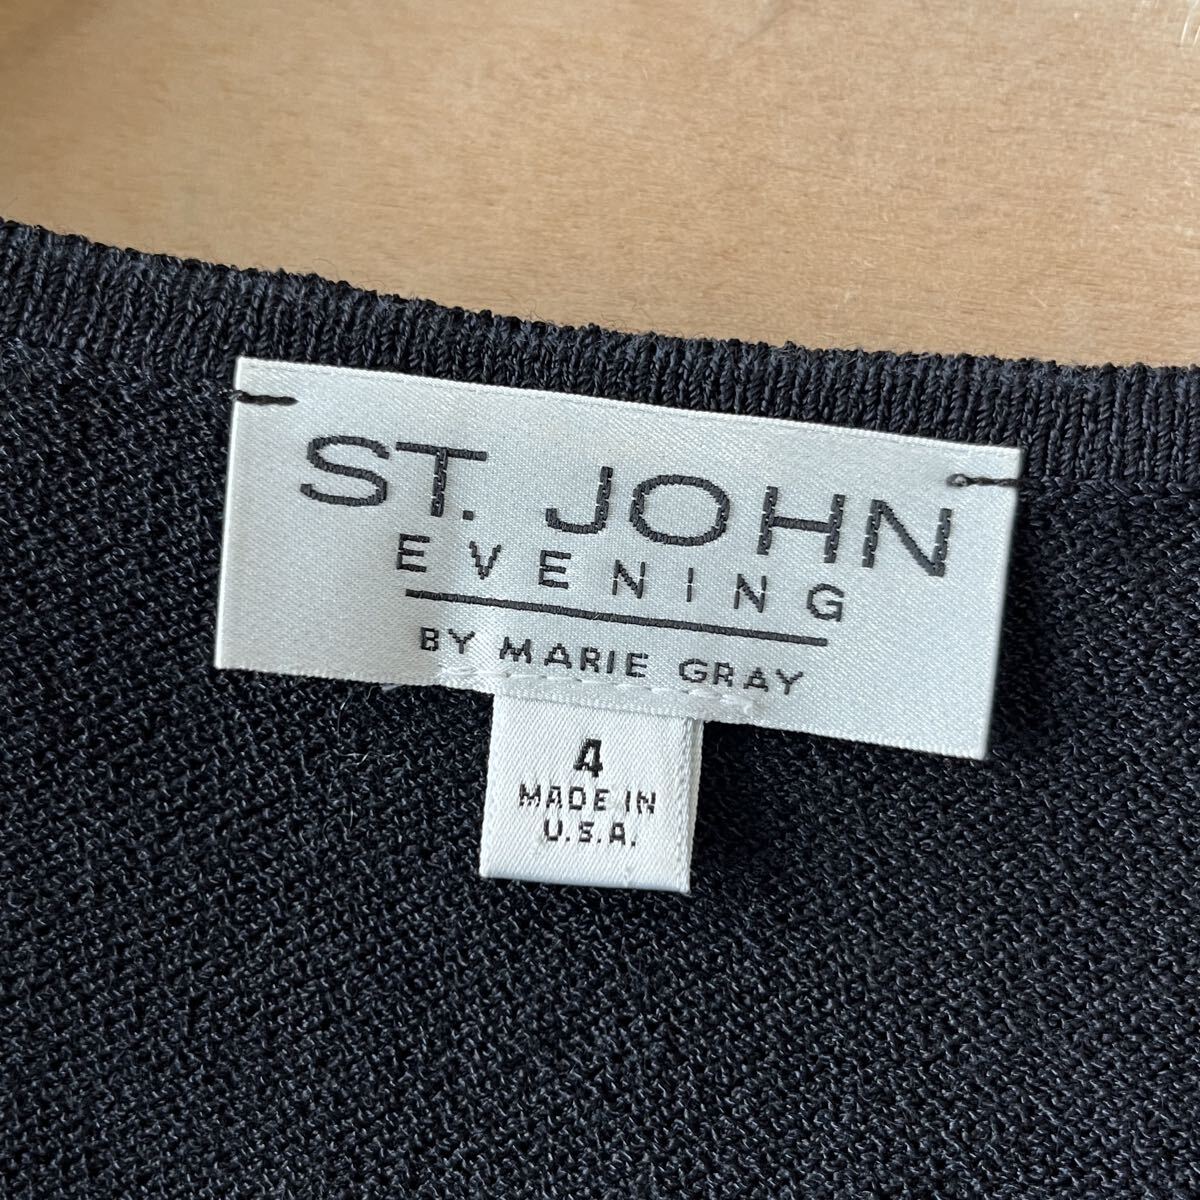 ST. JOHN
EVENING
BY MARIE GRAY
4
MADE IN
U.S.A.